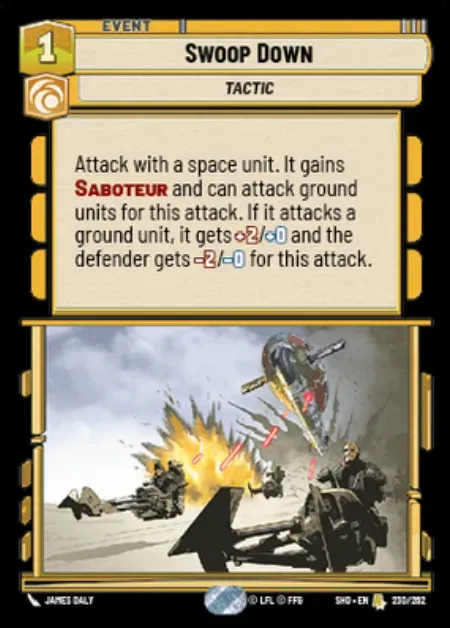 EVENT
1
SWOOP DOWN
TACTIC
Attack with a space unit. It gains
SABOTEUR and can attack ground
units for this attack. If it attacks a
ground unit, it gets +2/+0 and the
defender gets -2/-0 for this attack.
JAMES DALY
© LFL © FFG
SHD • EN
230/262